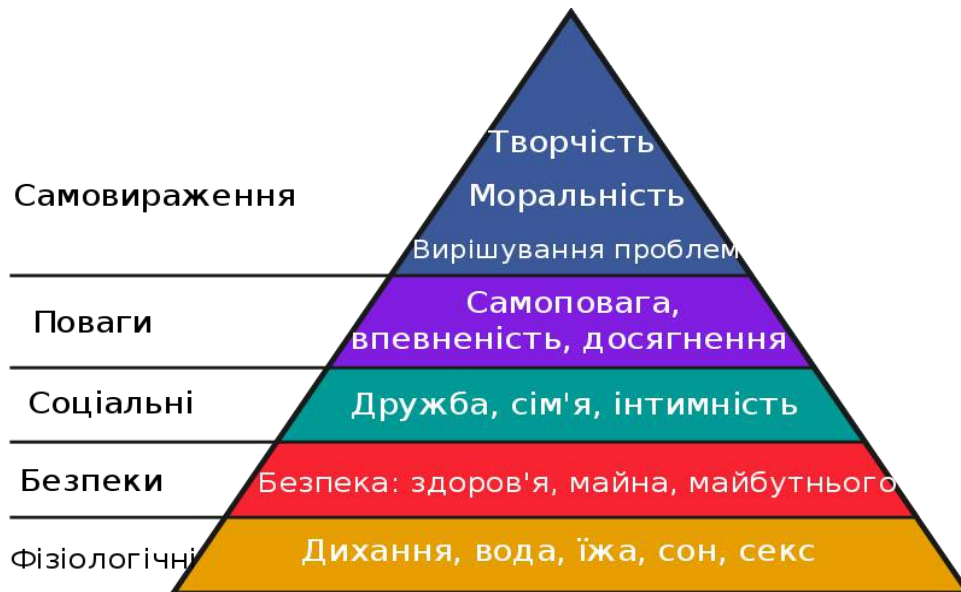 Творчість
Самовираження
Моральність
Вирішування проблем
Поваги
Самоповага,
впевненість, досягнення
Соціальні
Дружба, сім'я, інтимність
Безпеки
Безпека: здоров'я, майна, майбутнього
Фізіологічні
Дихання, вода, їжа, сон, секс